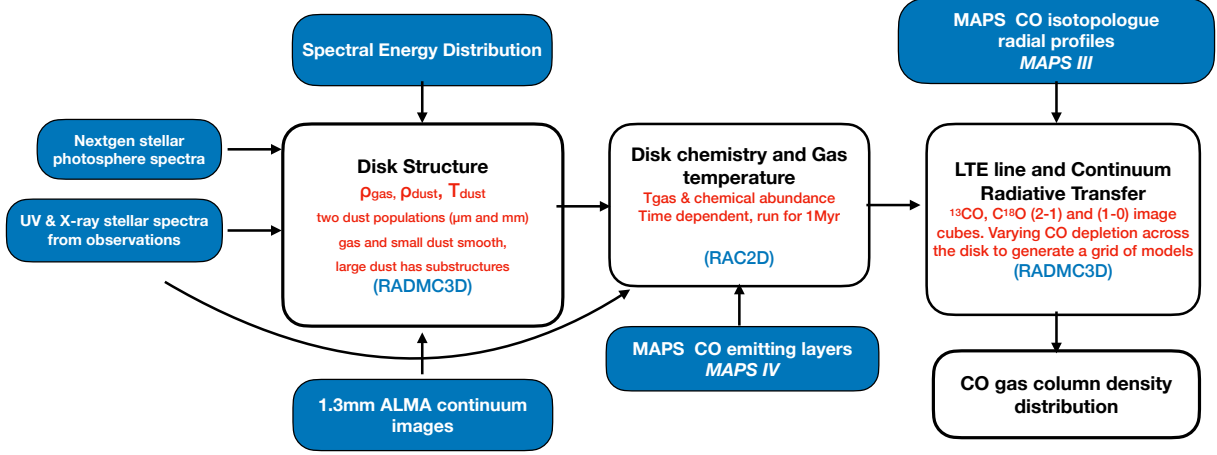 Spectral Energy Distribution
MAPS CO isotopologue
radial profiles
MAPS III
Nextgen stellar
photosphere spectra
UV & X-ray stellar spectra
from observations
Disk Structure
ρgas, ρdust, Tdust
two dust populations (μm and mm)
gas and small dust smooth,
large dust has substructures
(RADMC3D)
Disk chemistry and Gas
temperature
Tgas & chemical abundance
Time dependent, run for 1Myr
(RAC2D)
LTE line and Continuum
Radiative Transfer
¹³CO, C¹⁸O (2-1) and (1-0) image
cubes. Varying CO depletion across
the disk to generate a grid of models
(RADMC3D)
MAPS CO emitting layers
MAPS IV
1.3mm ALMA continuum
images
CO gas column density
distribution